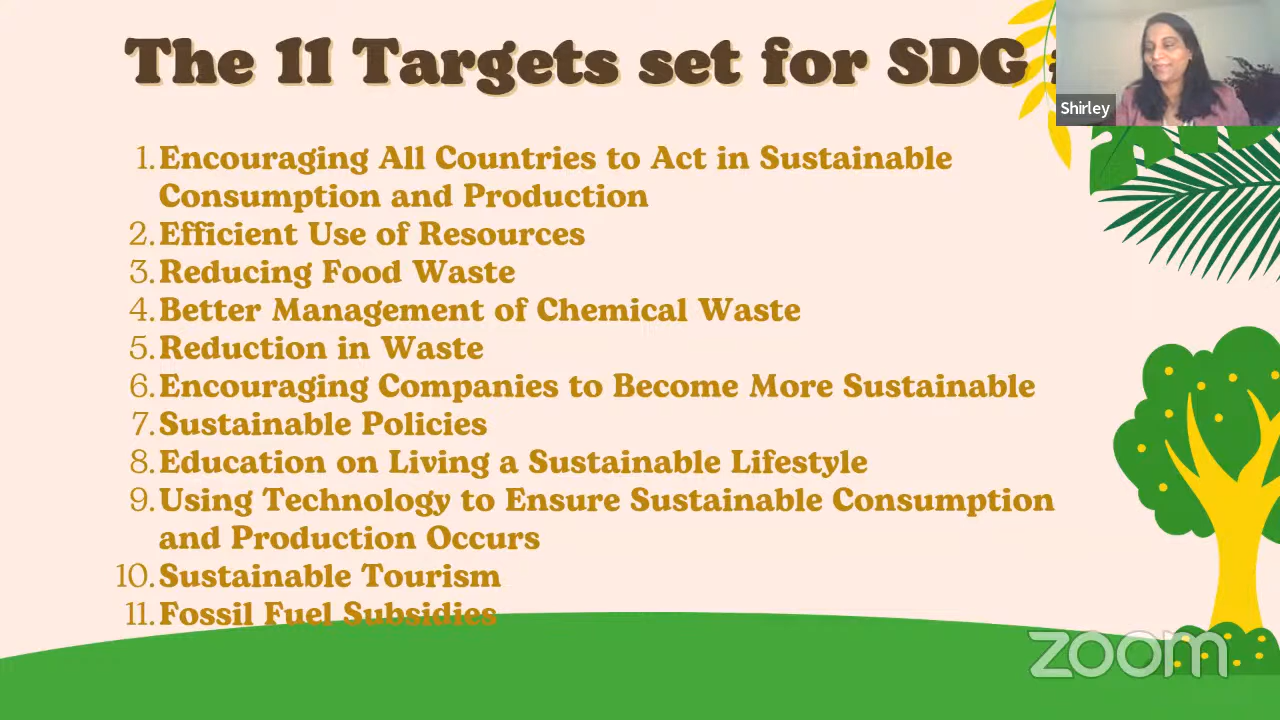 The 11 Targets set for SDG
Shirley
1. Encouraging All Countries to Act in Sustainable
Consumption and Production
2. Efficient Use of Resources
3. Reducing Food Waste
4. Better Management of Chemical Waste
5. Reduction in Waste
6. Encouraging Companies to Become More Sustainable
7. Sustainable Policies
8. Education on Living a Sustainable Lifestyle
9. Using Technology to Ensure Sustainable Consumption
and Production Occurs
10. Sustainable Tourism
11. Fossil Fuel Subsidies
zoom